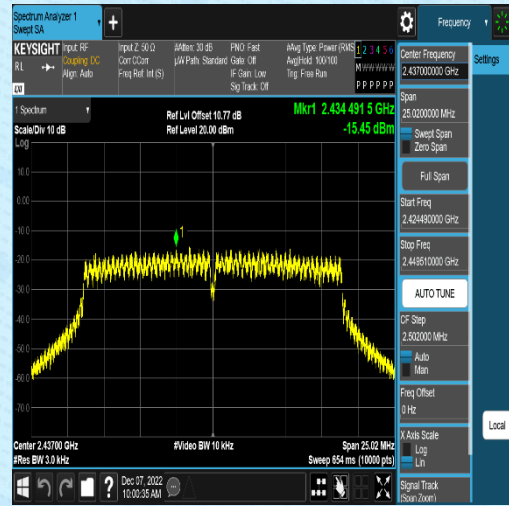 Spectrum Analyzer 1
Swept SA
Frequency
KEYSIGHT
RL
Input: RF
Coupling: DC
Align: Auto
Input Z: 50 Ω
Corr CCorr
Freq Ref: Int (S)
#Atten: 30 dB
µW Path: Standard
PNO: Fast
Gate: Off
IF Gain: Low
Sig Track: Off
#Avg Type: Power (RMS)
Avg|Hold: 100/100
Trig: Free Run
1 2 3 4 5 6
M W W W W W
P P P P P P
1 Spectrum
Scale/Div 10 dB
Log
Ref Lvl Offset 10.77 dB
Ref Level 20.00 dBm
Mkr1 2.434 491 5 GHz
-15.45 dBm
10.0
0.00
-10.0
-20.0
-30.0
-40.0
-50.0
-60.0
-70.0
1
Center 2.43700 GHz
#Res BW 3.0 kHz
#Video BW 10 kHz
Span 25.02 MHz
Sweep 654 ms (10000 pts)
Dec 07, 2022
10:00:35 AM
Center Frequency
2.437000000 GHz
Span
25.0200000 MHz
Swept Span
Zero Span
Full Span
Start Freq
2.424490000 GHz
Stop Freq
2.449510000 GHz
AUTO TUNE
CF Step
2.502000 MHz
Auto
Man
Freq Offset
0 Hz
X Axis Scale
Log
Lin
Signal Track
(Span Zoom)
Settings
Local